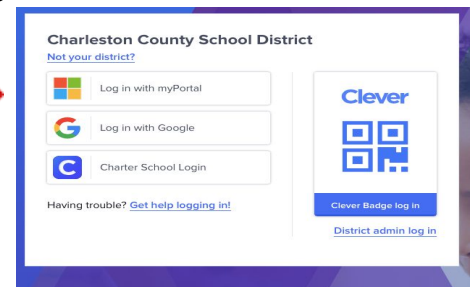 Charleston County School District
Not your district?
Log in with myPortal
Log in with Google
Charter School Login
Having trouble? Get help logging in!
Clever
Clever Badge log in
District admin log in